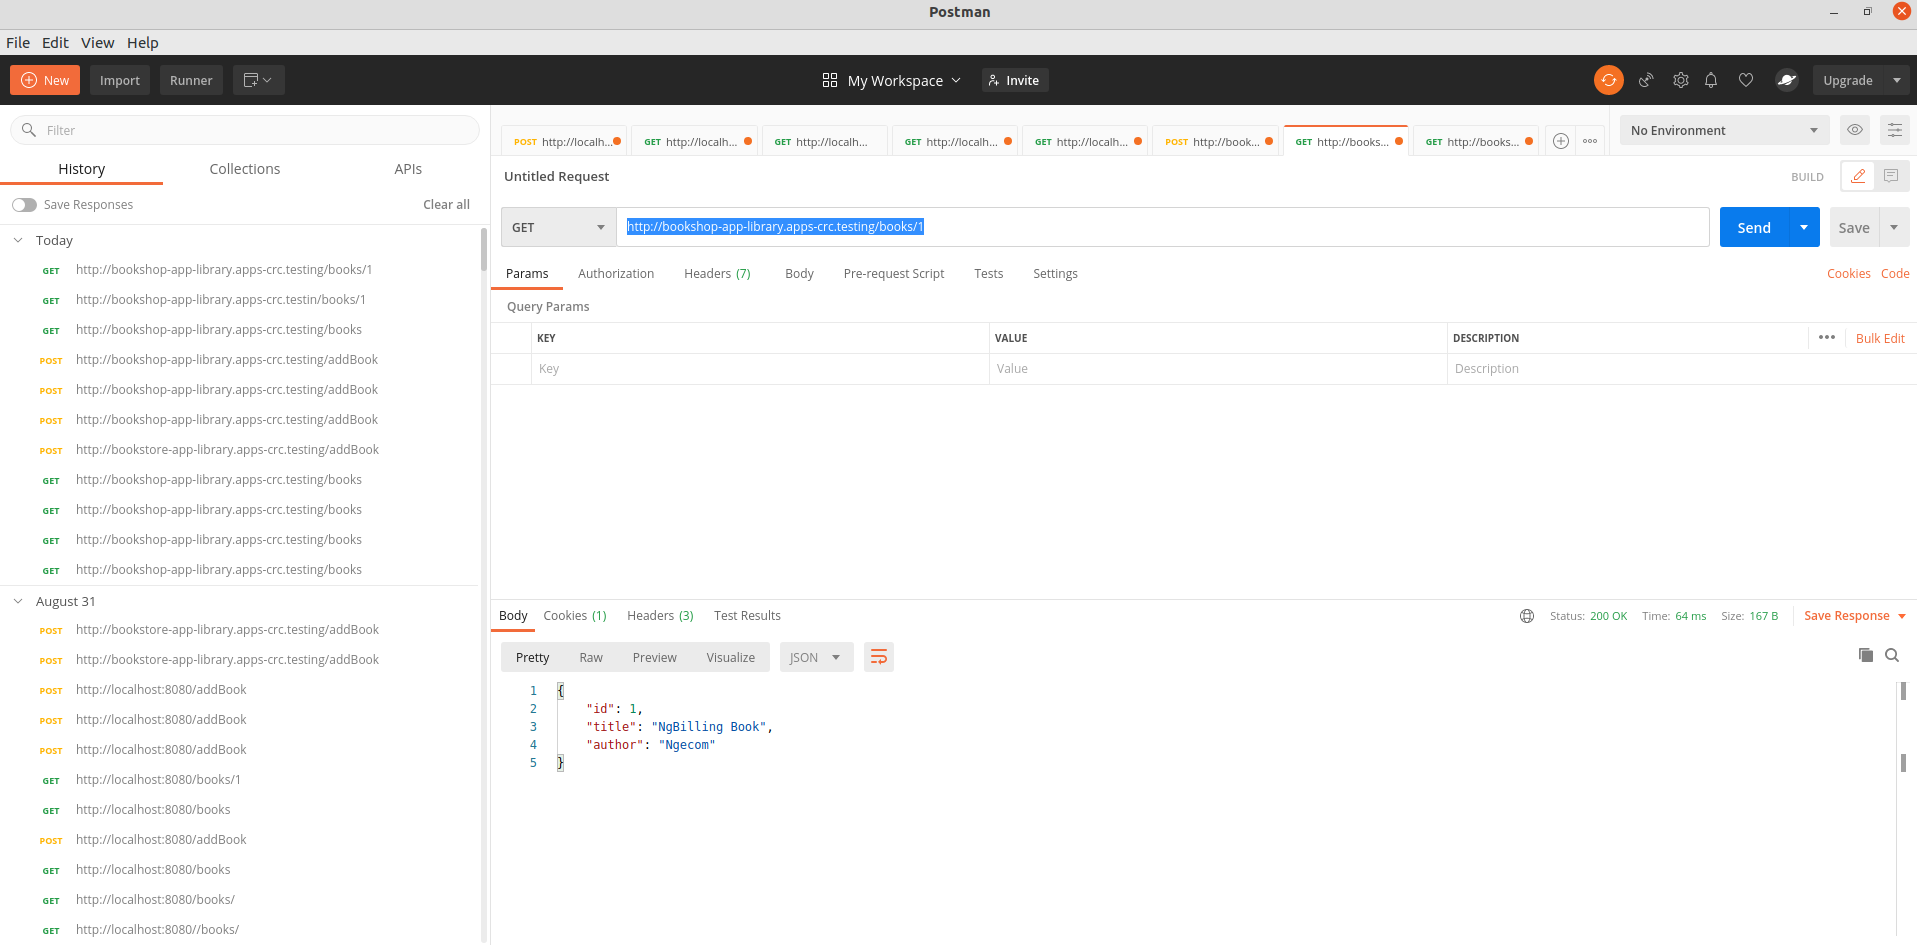 Postman
File Edit View Help
New Import Runner My Workspace Invite Upgrade
Filter
History Collections APIs
Save Responses Clear all
Today
GET http://bookshop-app-library.apps-crc.testing/books/1
GET http://bookshop-app-library.apps-crc.testin/books/1
GET http://bookshop-app-library.apps-crc.testing/books
POST http://bookshop-app-library.apps-crc.testing/addBook
POST http://bookshop-app-library.apps-crc.testing/addBook
POST http://bookshop-app-library.apps-crc.testing/addBook
POST http://bookstore-app-library.apps-crc.testing/addBook
GET http://bookshop-app-library.apps-crc.testing/books
GET http://bookshop-app-library.apps-crc.testing/books
GET http://bookshop-app-library.apps-crc.testing/books
GET http://bookshop-app-library.apps-crc.testing/books
August 31
POST http://bookstore-app-library.apps-crc.testing/addBook
POST http://bookstore-app-library.apps-crc.testing/addBook
POST http://localhost:8080/addBook
POST http://localhost:8080/addBook
POST http://localhost:8080/addBook
GET http://localhost:8080/books/1
GET http://localhost:8080/books
POST http://localhost:8080/addBook
GET http://localhost:8080/books
GET http://localhost:8080/books/
GET http://localhost:8080//books/
POST http://localh... GET http://localh... GET http://localh... GET http://localh... GET http://localh... POST http://book... GET http://books... GET http://books... No Environment
Untitled Request BUILD
GET http://bookshop-app-library.apps-crc.testing/books/1 Send Save
Params Authorization Headers (7) Body Pre-request Script Tests Settings Cookies Code
Query Params
KEY VALUE DESCRIPTION Bulk Edit
Key Value Description
Body Cookies (1) Headers (3) Test Results Status: 200 OK Time: 64 ms Size: 167 B Save Response
Pretty Raw Preview Visualize JSON
1 {
2 "id": 1,
3 "title": "NgBilling Book",
4 "author": "Ngecom"
5 }